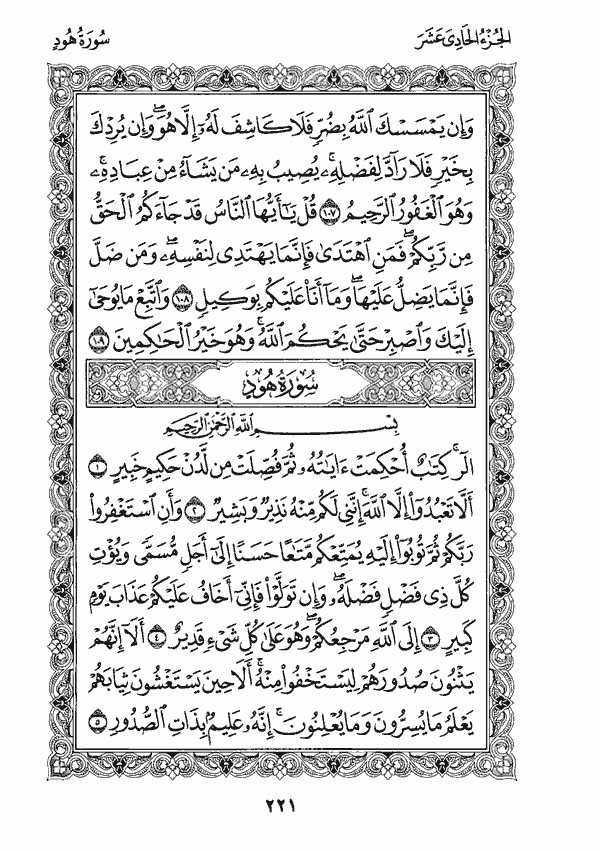 الجُزْءُ الحَادِى عَشَرَ
سُورَةُ هُودٍ
وَإِن يَمْسَسْكَ ٱللَّهُ بِضُرٍّ فَلَا كَاشِفَ لَهُۥٓ إِلَّا هُوَۖ وَإِن يُرِدْكَ
بِخَيْرٍ فَلَا رَآدَّ لِفَضْلِهِۦۚ يُصِيبُ بِهِۦ مَن يَشَآءُ مِنْ عِبَادِهِۦۚ
وَهُوَ ٱلْغَفُورُ ٱلرَّحِيمُ ١٠٧ قُلْ يَٰٓأَيُّهَا ٱلنَّاسُ قَدْ جَآءَكُمُ ٱلْحَقُّ
مِن رَّبِّكُمْۖ فَمَنِ ٱهْتَدَىٰ فَإِنَّمَا يَهْتَدِى لِنَفْسِهِۦۖ وَمَن ضَلَّ
فَإِنَّمَا يَضِلُّ عَلَيْهَاۖ وَمَآ أَنَا۠ عَلَيْكُم بِوَكِيلٍ ١٠٨ وَٱتَّبِعْ مَا يُوحَىٰٓ
إِلَيْكَ وَٱصْبِرْ حَتَّىٰ يَحْكُمَ ٱللَّهُۚ وَهُوَ خَيْرُ ٱلْحَٰكِمِينَ ١٠٩
سُورَةُ هُودٍ
بِسْمِ ٱللَّهِ ٱلرَّحْمَٰنِ ٱلرَّحِيمِ
الٓرۚ كِتَٰبٌ أُحْكِمَتْ ءَايَٰتُهُۥ ثُمَّ فُصِّلَتْ مِن لَّدُنْ حَكِيمٍ خَبِيرٍ ١
أَلَّا تَعْبُدُوٓا۟ إِلَّا ٱللَّهَۚ إِنَّنِى لَكُم مِّنْهُ نَذِيرٌ وَبَشِيرٌ ٢ وَأَنِ ٱسْتَغْفِرُوا۟
رَبَّكُمْ ثُمَّ تُوبُوٓا۟ إِلَيْهِ يُمَتِّعْكُم مَّتَٰعًا حَسَنًا إِلَىٰٓ أَجَلٍ مُّسَمًّى وَيُؤْتِ
كُلَّ ذِى فَضْلٍ فَضْلَهُۥۖ وَإِن تَوَلَّوْا۟ فَإِنِّىٓ أَخَافُ عَلَيْكُمْ عَذَابَ يَوْمٍ
كَبِيرٍ ٣ إِلَى ٱللَّهِ مَرْجِعُكُمْۖ وَهُوَ عَلَىٰ كُلِّ شَىْءٍ قَدِيرٌ ٤ أَلَآ إِنَّهُمْ
يَثْنُونَ صُدُورَهُمْ لِيَسْتَخْفُوا۟ مِنْهُۚ أَلَا حِينَ يَسْتَغْشُونَ ثِيَابَهُمْ
يَعْلَمُ مَا يُسِرُّونَ وَمَا يُعْلِنُونَۚ إِنَّهُۥ عَلِيمٌۢ بِذَاتِ ٱلصُّدُورِ ٥
٢٢١